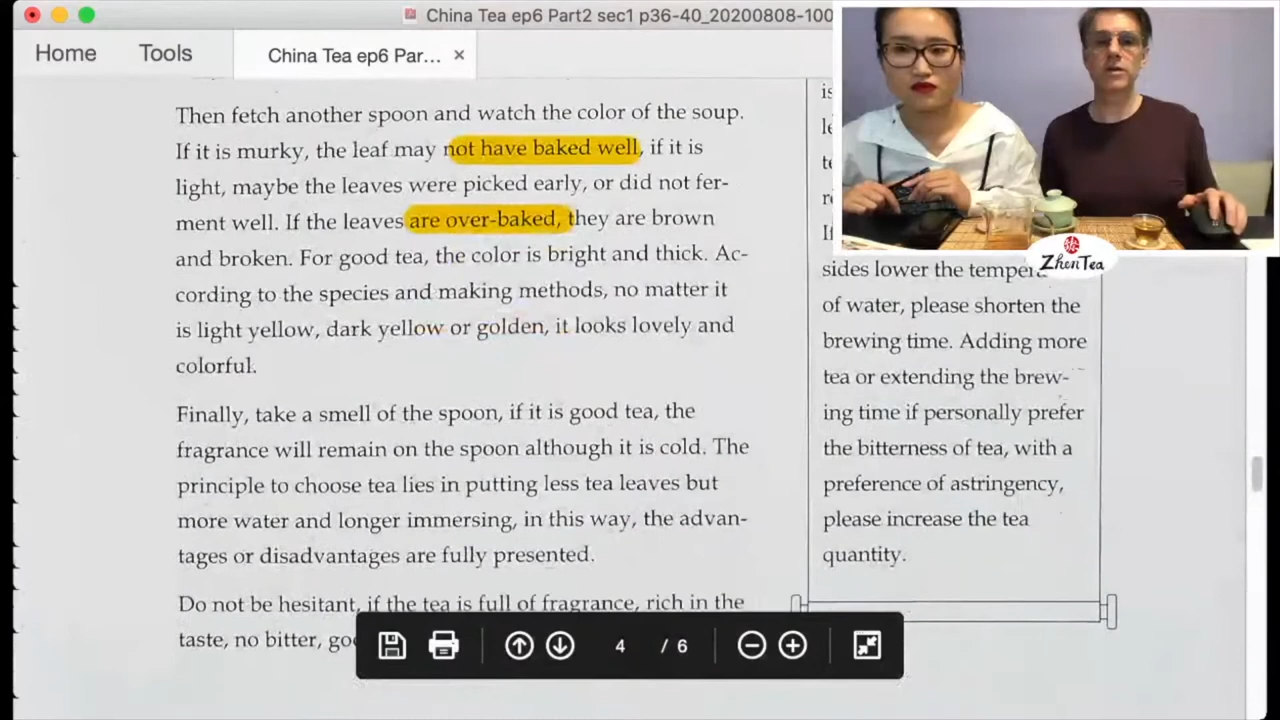 China Tea ep6 Part2 sec1 p36-40_20200808-100
Home
Tools
China Tea ep6 Par...
Then fetch another spoon and watch the color of the soup.
If it is murky, the leaf may not have baked well, if it is
light, maybe the leaves were picked early, or did not fer-
ment well. If the leaves are over-baked, they are brown
and broken. For good tea, the color is bright and thick. Ac-
cording to the species and making methods, no matter it
is light yellow, dark yellow or golden, it looks lovely and
colorful.
Finally, take a smell of the spoon, if it is good tea, the
fragrance will remain on the spoon although it is cold. The
principle to choose tea lies in putting less tea leaves but
more water and longer immersing, in this way, the advan-
tages or disadvantages are fully presented.
Do not be hesitant, if the tea is full of fragrance, rich in the
taste, no bitter,
sides lower the
of water, please shorten the
brewing time. Adding more
tea or extending the brew-
ing time if personally prefer
the bitterness of tea, with a
preference of astringency,
please increase the tea
quantity.
ZhenTea
4 / 6